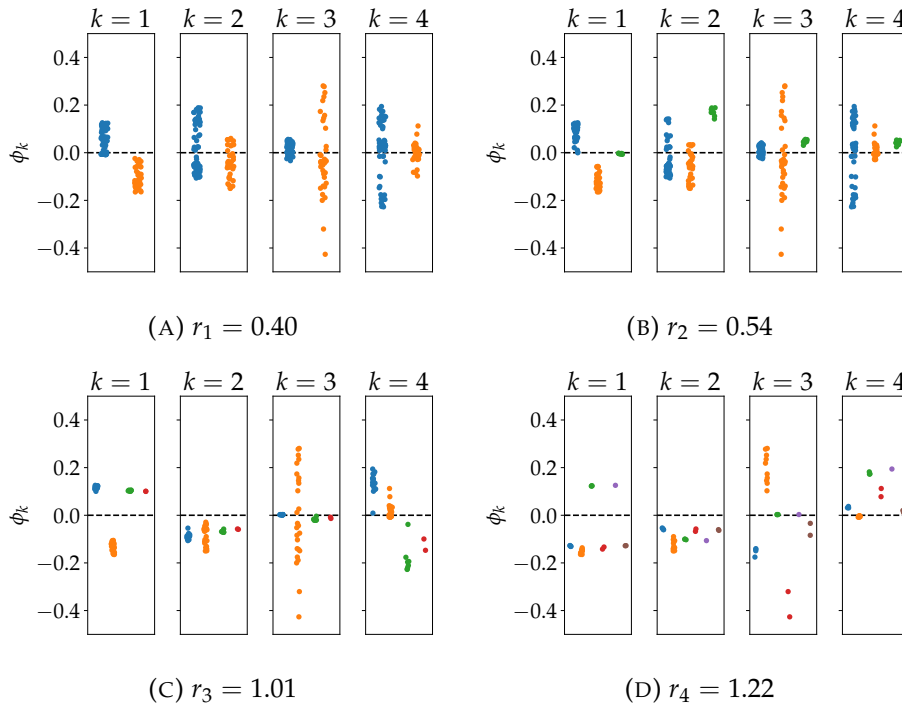 k = 1 k = 2 k = 3 k = 4
0.4
0.2
0.0
−0.2
−0.4
ϕk
(A) r1 = 0.40
k = 1 k = 2 k = 3 k = 4
0.4
0.2
0.0
−0.2
−0.4
ϕk
(B) r2 = 0.54
k = 1 k = 2 k = 3 k = 4
0.4
0.2
0.0
−0.2
−0.4
ϕk
(C) r3 = 1.01
k = 1 k = 2 k = 3 k = 4
0.4
0.2
0.0
−0.2
−0.4
ϕk
(D) r4 = 1.22